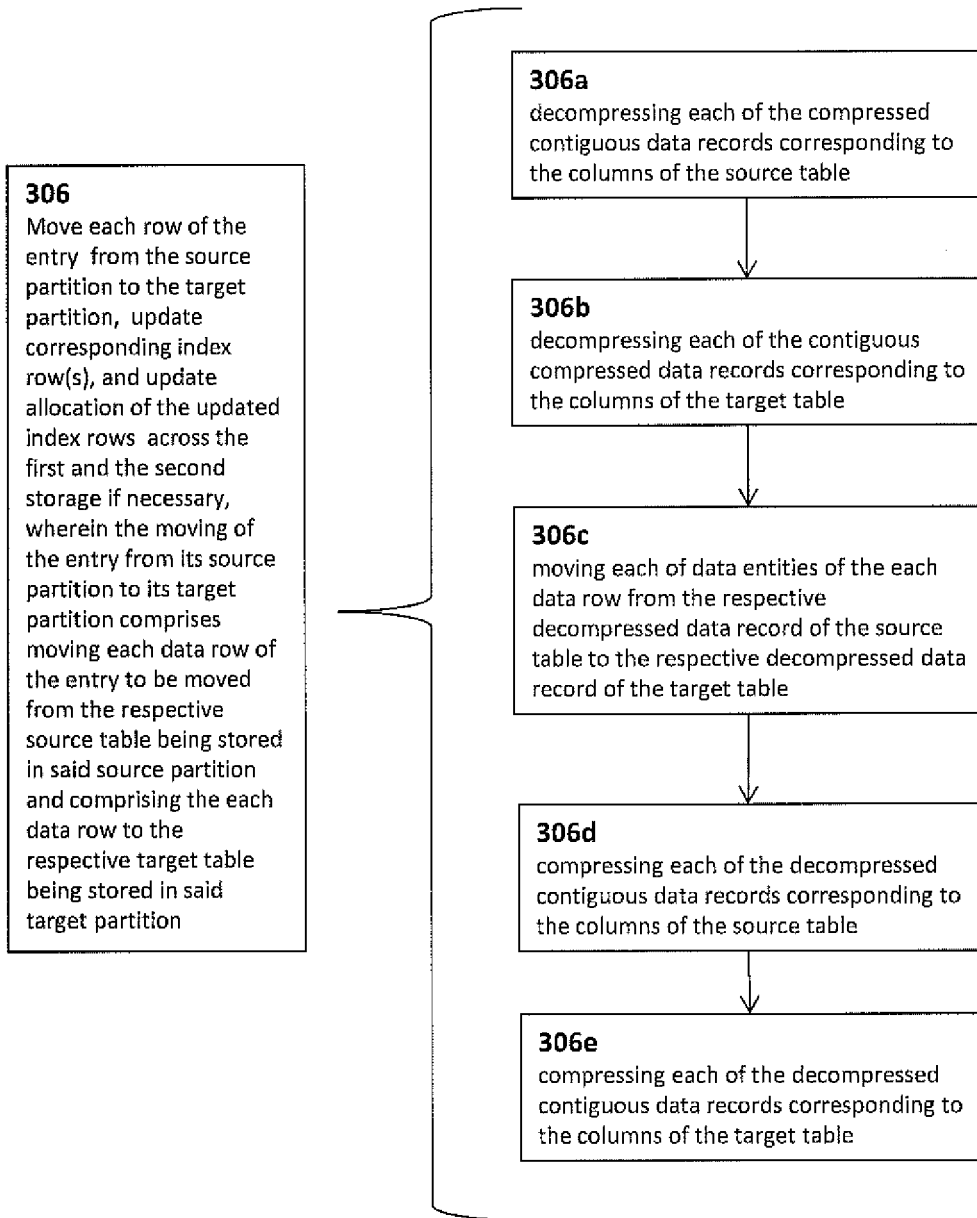 306
Move each row of the
entry from the source
partition to the target
partition, update
corresponding index
row(s), and update
allocation of the updated
index rows across the
first and the second
storage if necessary,
wherein the moving of
the entry from its source
partition to its target
partition comprises
moving each data row of
the entry to be moved
from the respective
source table being stored
in said source partition
and comprising the each
data row to the
respective target table
being stored in said
target partition
306a
decompressing each of the compressed
contiguous data records corresponding to
the columns of the source table
306b
decompressing each of the contiguous
compressed data records corresponding to
the columns of the target table
306c
moving each of data entities of the each
data row from the respective
decompressed data record of the source
table to the respective decompressed data
record of the target table
306d
compressing each of the decompressed
contiguous data records corresponding to
the columns of the source table
306e
compressing each of the decompressed
contiguous data records corresponding to
the columns of the target table